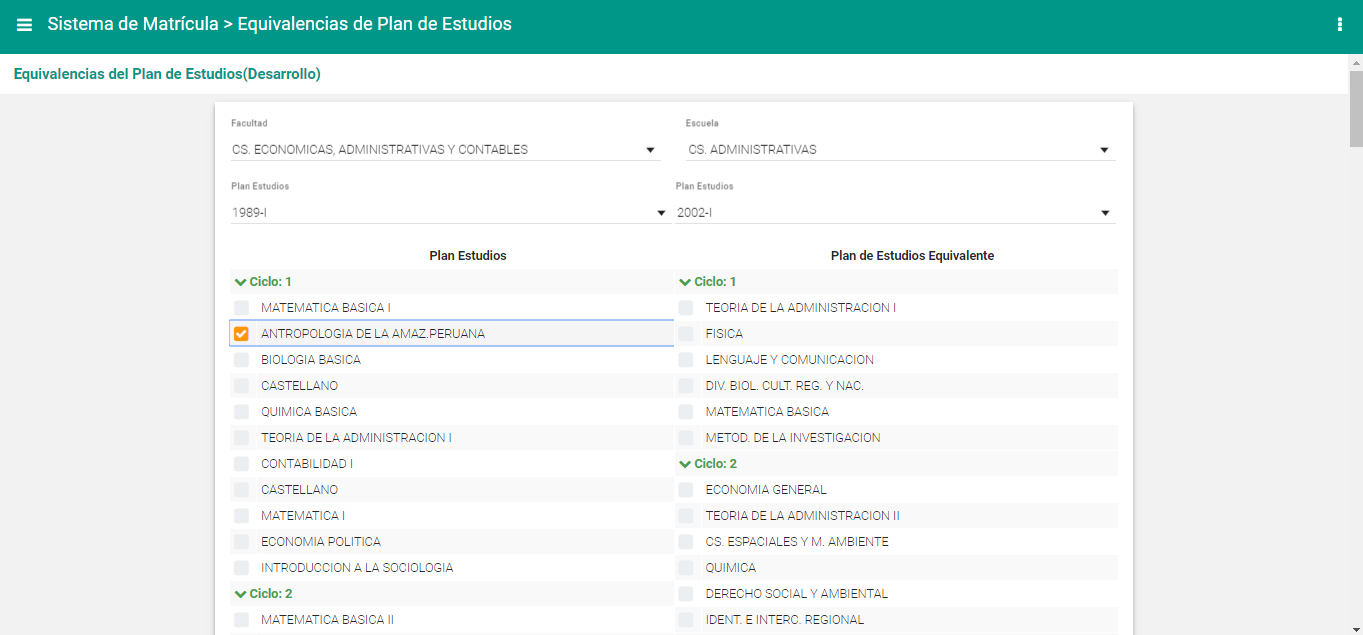 Sistema de Matrícula > Equivalencias de Plan de Estudios
Equivalencias del Plan de Estudios(Desarrollo)
Facultad
CS. ECONOMICAS, ADMINISTRATIVAS Y CONTABLES
Escuela
CS. ADMINISTRATIVAS
Plan Estudios
1989-I
Plan Estudios
2002-I
Plan Estudios
Ciclo: 1
MATEMATICA BASICA I
ANTROPOLOGIA DE LA AMAZ.PERUANA
BIOLOGIA BASICA
CASTELLANO
QUIMICA BASICA
TEORIA DE LA ADMINISTRACION I
CONTABILIDAD I
CASTELLANO
MATEMATICA I
ECONOMIA POLITICA
INTRODUCCION A LA SOCIOLOGIA
Ciclo: 2
MATEMATICA BASICA II
Plan de Estudios Equivalente
Ciclo: 1
TEORIA DE LA ADMINISTRACION I
FISICA
LENGUAJE Y COMUNICACION
DIV. BIOL. CULT. REG. Y NAC.
MATEMATICA BASICA
METOD. DE LA INVESTIGACION
Ciclo: 2
ECONOMIA GENERAL
TEORIA DE LA ADMINISTRACION II
CS. ESPACIALES Y M. AMBIENTE
QUIMICA
DERECHO SOCIAL Y AMBIENTAL
IDENT. E INTERC. REGIONAL